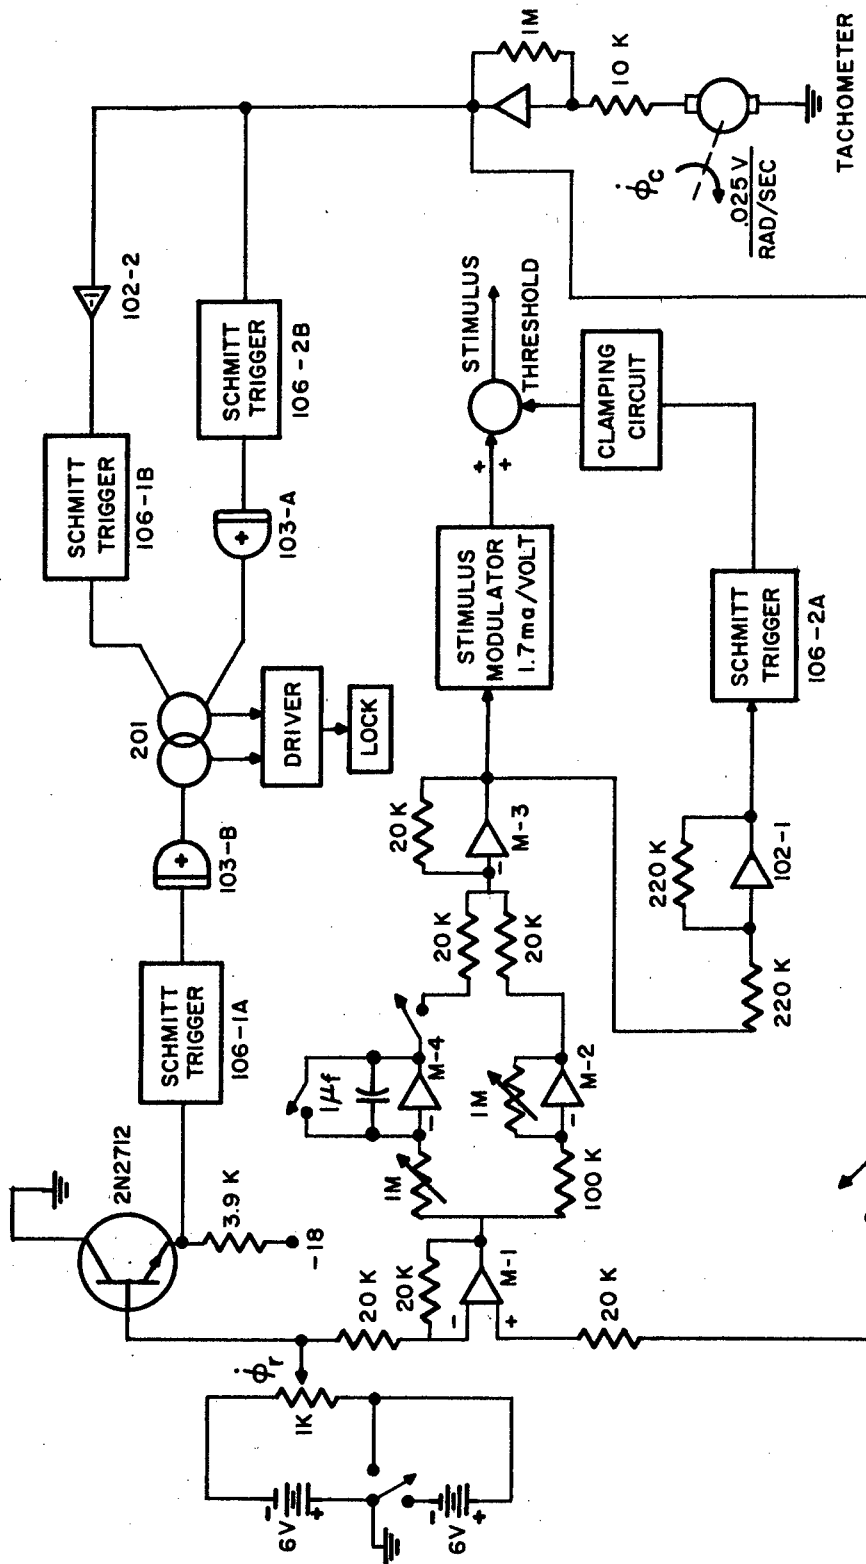 6V
-
+
6V
-
+
1K
φ̇r
2N2712
3.9 K
-18
SCHMITT
TRIGGER
106-1A
+
103-B
201
DRIVER
LOCK
SCHMITT
TRIGGER
106-1B
-1
102-2
+
103-A
SCHMITT
TRIGGER
106-2B
20 K
20 K
-
+
M-1
20 K
1M
1μf
-
M-4
100 K
1M
-
M-2
20 K
20 K
20 K
-
M-3
STIMULUS
MODULATOR
1.7 ma/VOLT
+
+
STIMULUS
THRESHOLD
CLAMPING
CIRCUIT
220 K
220 K
102-1
SCHMITT
TRIGGER
106-2A
1M
10 K
φ̇c
.025 V
RAD/SEC
TACHOMETER